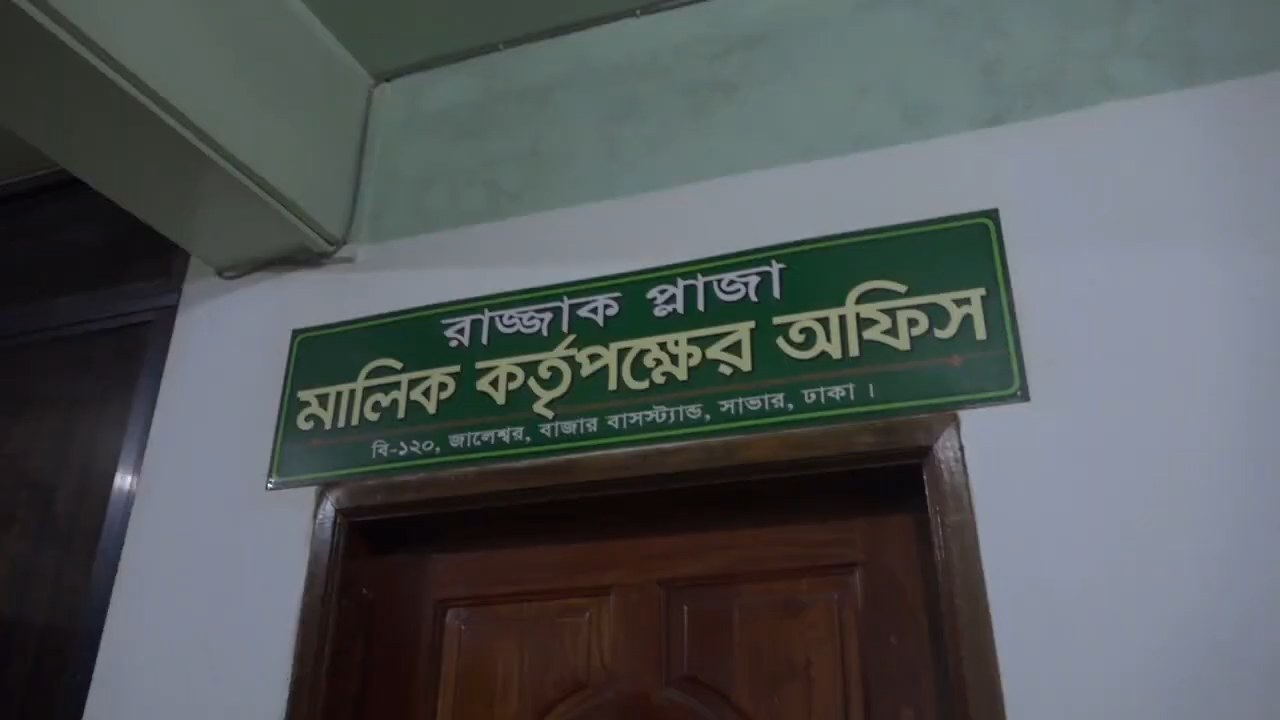 রাজ্জাক প্লাজা
মালিক কর্তৃপক্ষের অফিস
বি-১২০, জালেশ্বর, বাজার বাসস্ট্যান্ড, সাভার, ঢাকা ।